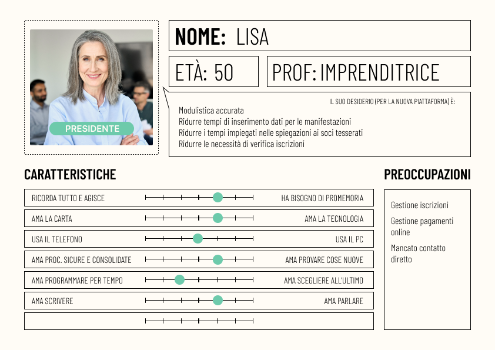 NOME: LISA
ETÀ: 50
PROF: IMPRENDITRICE
PRESIDENTE
IL SUO DESIDERIO (PER LA NUOVA PIATTAFORMA) È:
Modulistica accurata
Ridurre tempi di inserimento dati per le manifestazioni
Ridurre i tempi impiegati nelle spiegazioni ai soci tesserati
Ridurre le necessità di verifica iscrizioni
CARATTERISTICHE
RICORDA TUTTO E AGISCE HA BISOGNO DI PROMEMORIA
AMA LA CARTA AMA LA TECNOLOGIA
USA IL TELEFONO USA IL PC
AMA PROC. SICURE E CONSOLIDATE AMA PROVARE COSE NUOVE
AMA PROGRAMMARE PER TEMPO AMA SCEGLIERE ALL'ULTIMO
AMA SCRIVERE AMA PARLARE
PREOCCUPAZIONI
Gestione iscrizioni
Gestione pagamenti
online
Mancato contatto
diretto